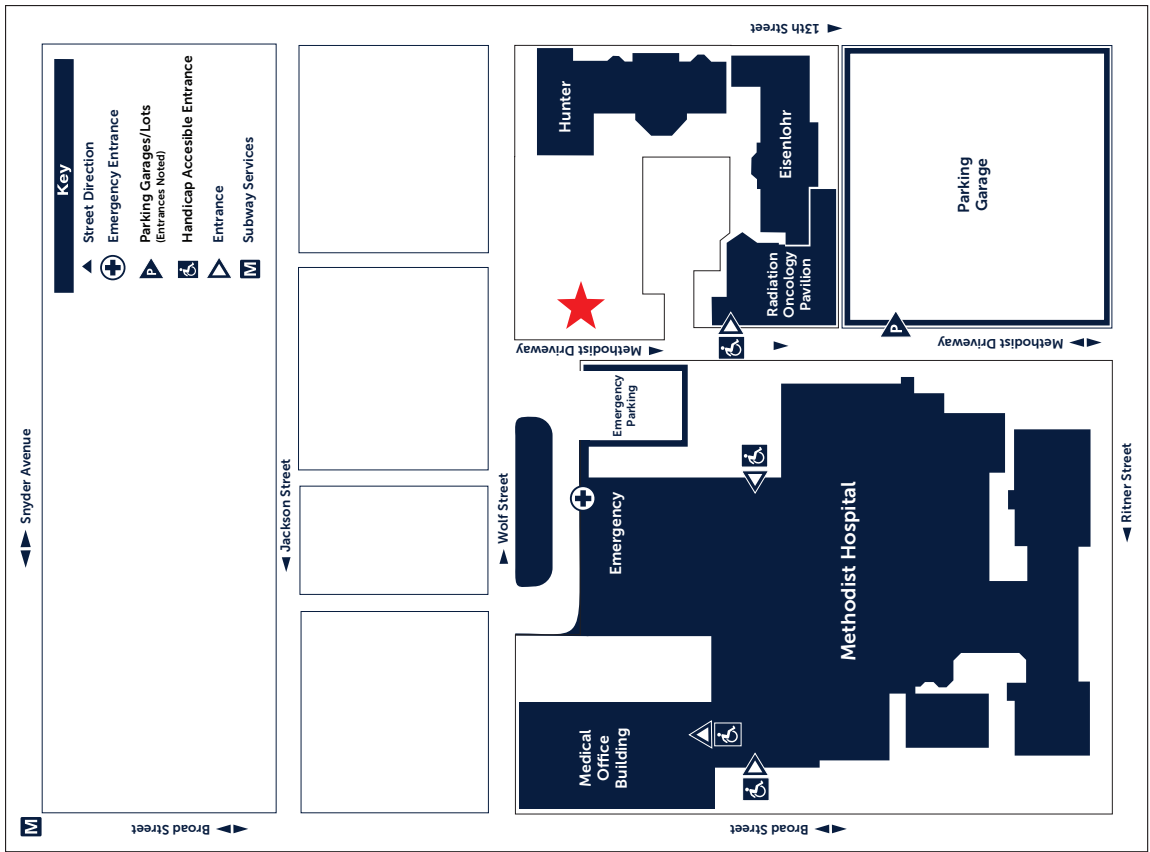 Key
Street Direction
Emergency Entrance
P
Parking Garages/Lots
(Entrances Noted)
Handicap Accesible Entrance
Entrance
M
Subway Services
M
Snyder Avenue
Jackson Street
Wolf Street
Ritner Street
13th Street
Broad Street
Broad Street
Methodist Driveway
Methodist Driveway
Hunter
Eisenlohr
Radiation
Oncology
Pavilion
Parking
Garage
P
Emergency
Parking
Emergency
Methodist Hospital
Medical
Office
Building